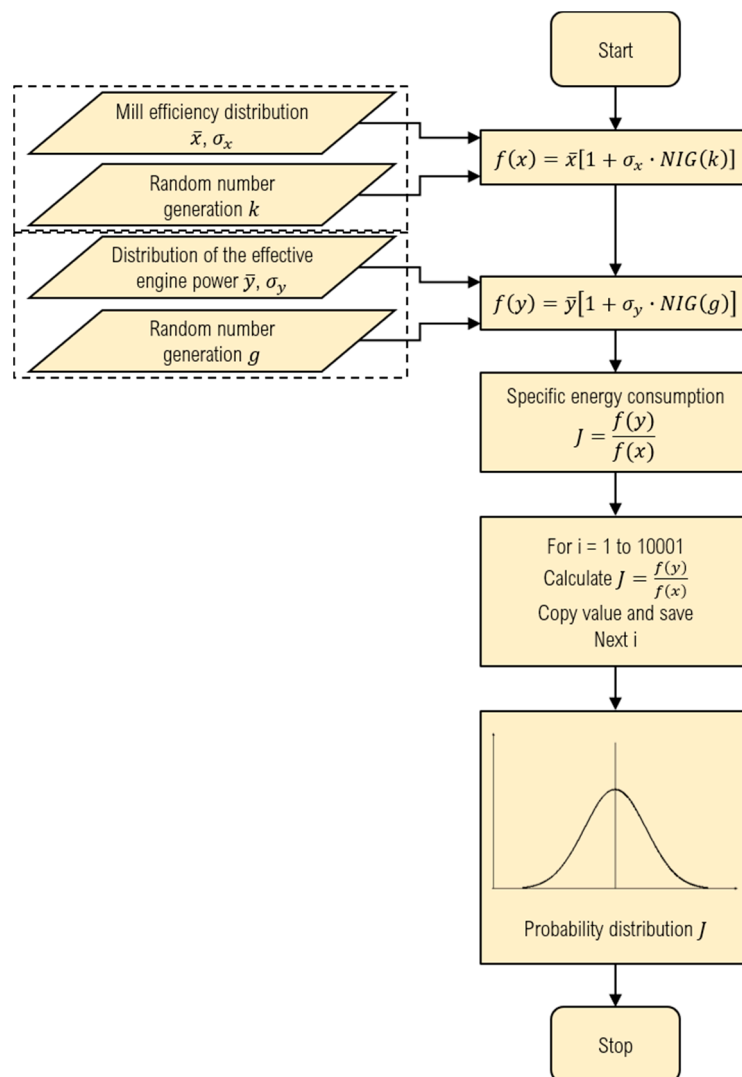 Start
Mill efficiency distribution
x̄, σₓ
f(x) = x̄[1 + σₓ · NIG(k)]
Random number
generation k
Distribution of the effective
engine power ȳ, σᵧ
f(y) = ȳ[1 + σᵧ · NIG(g)]
Random number
generation g
Specific energy consumption
J = f(y)/f(x)
For i = 1 to 10001
Calculate J = f(y)/f(x)
Copy value and save
Next i
Probability distribution J
Stop